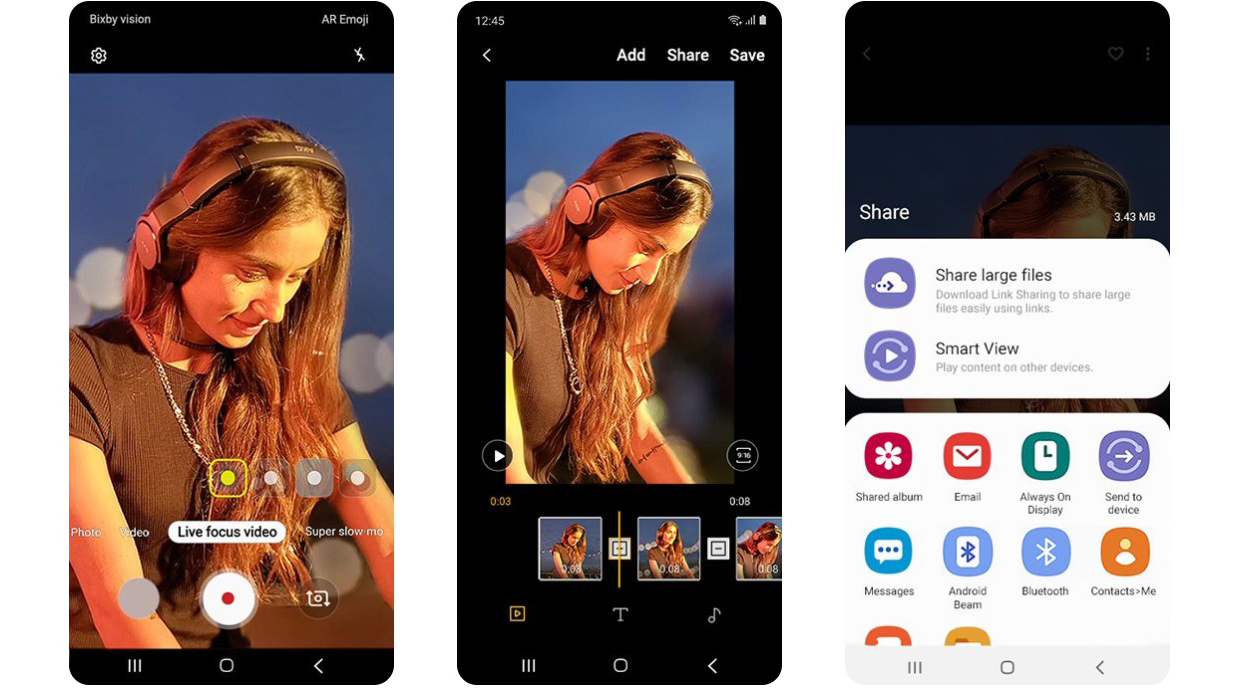 Bixby vision AR Emoji
AKG
Photo Video Live focus video Super slow-mo
12:45
Add Share Save
9:16
0:03 0:08
0:08 0:08 0:08
T
Share 3.43 MB
Share large files
Download Link Sharing to share large
files easily using links.
Smart View
Play content on other devices.
Shared album Email Always On
Display Send to
device
Messages Android
Beam Bluetooth Contacts>Me